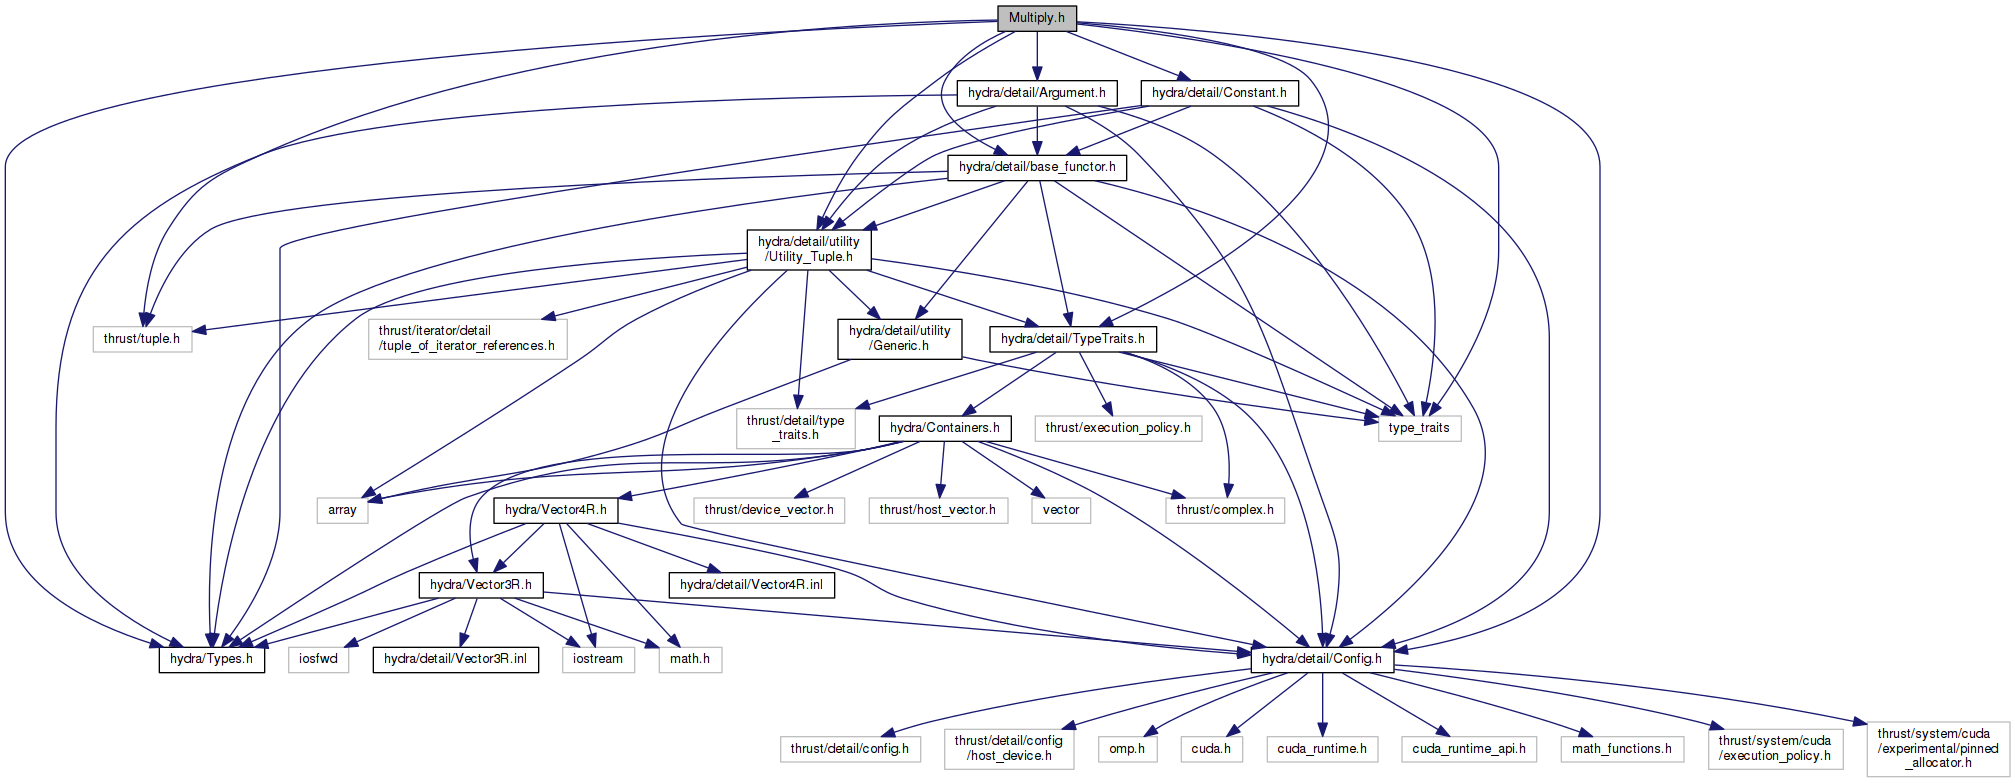 Multiply.h
hydra/detail/Argument.h
hydra/detail/Constant.h
hydra/detail/base_functor.h
hydra/detail/utility
/Utility_Tuple.h
thrust/tuple.h
thrust/iterator/detail
/tuple_of_iterator_references.h
hydra/detail/utility
/Generic.h
hydra/detail/TypeTraits.h
thrust/detail/type
_traits.h
hydra/Containers.h
thrust/execution_policy.h
type_traits
array
hydra/Vector4R.h
thrust/device_vector.h
thrust/host_vector.h
vector
thrust/complex.h
hydra/Vector3R.h
hydra/detail/Vector4R.inl
hydra/Types.h
iosfwd
hydra/detail/Vector3R.inl
iostream
math.h
hydra/detail/Config.h
thrust/detail/config.h
thrust/detail/config
/host_device.h
omp.h
cuda.h
cuda_runtime.h
cuda_runtime_api.h
math_functions.h
thrust/system/cuda
/execution_policy.h
thrust/system/cuda
/experimental/pinned
_allocator.h